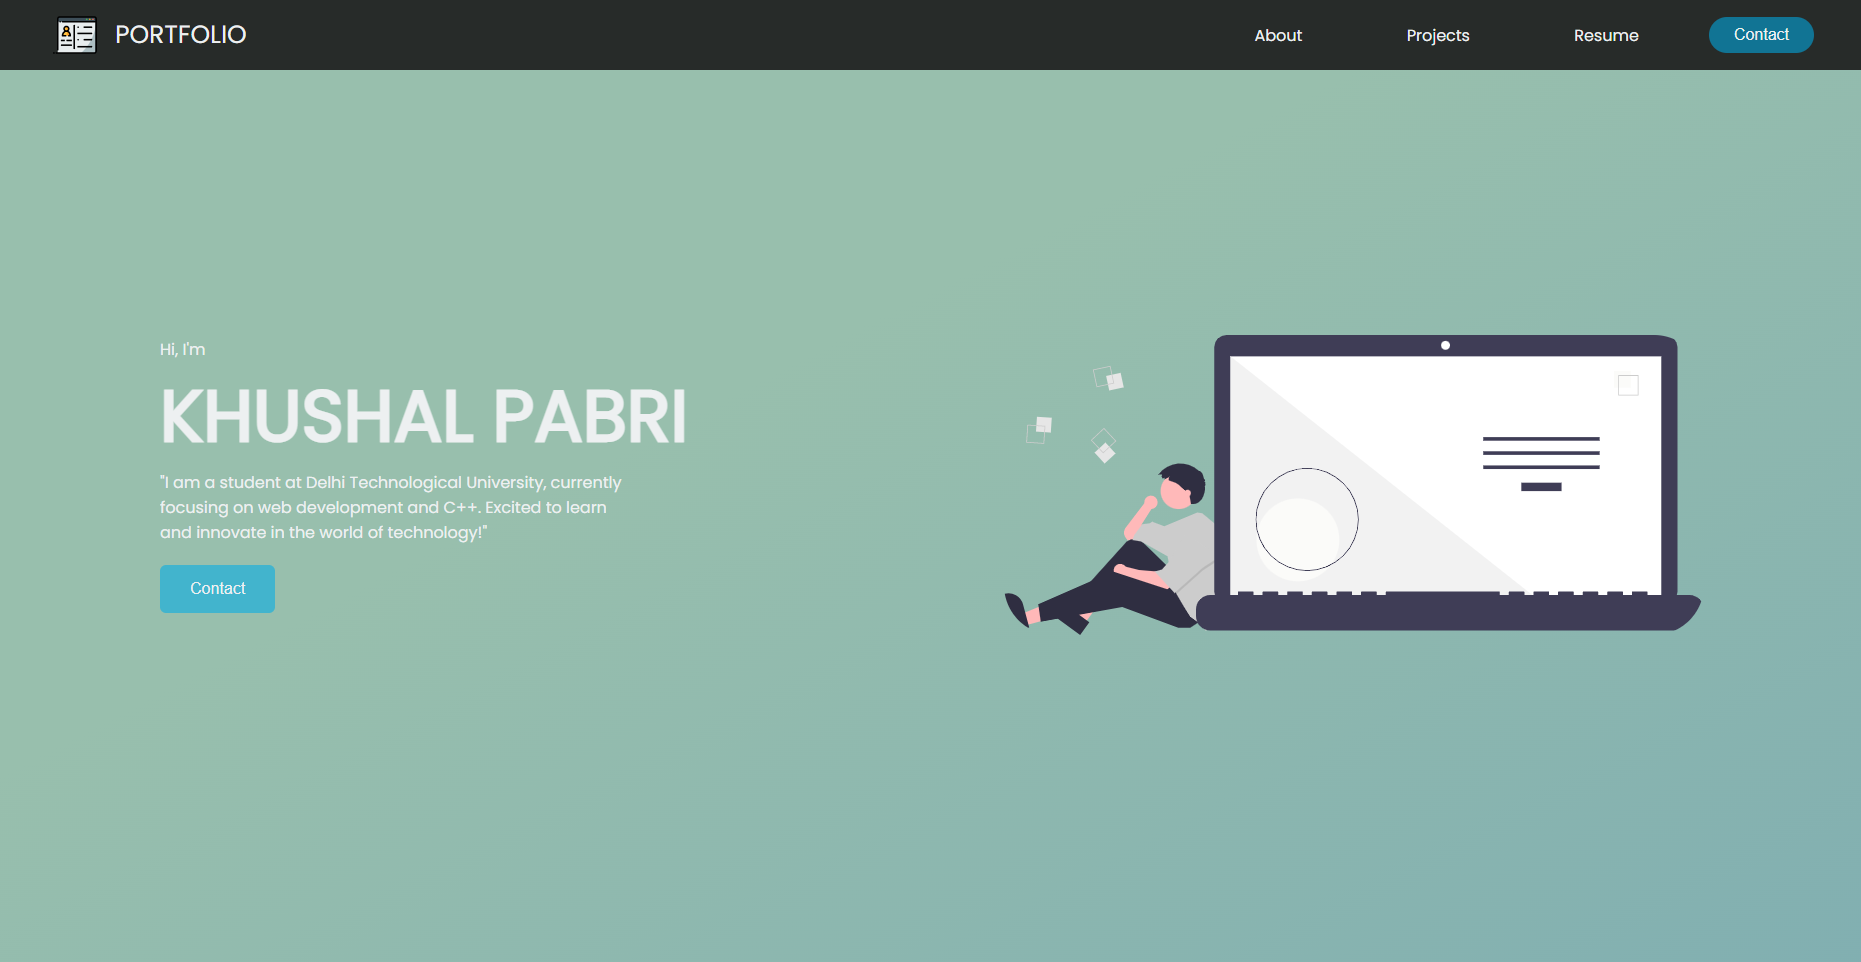 PORTFOLIO
About
Projects
Resume
Contact
Hi, I'm
KHUSHAL PABRI
"I am a student at Delhi Technological University, currently
focusing on web development and C++. Excited to learn
and innovate in the world of technology!"
Contact